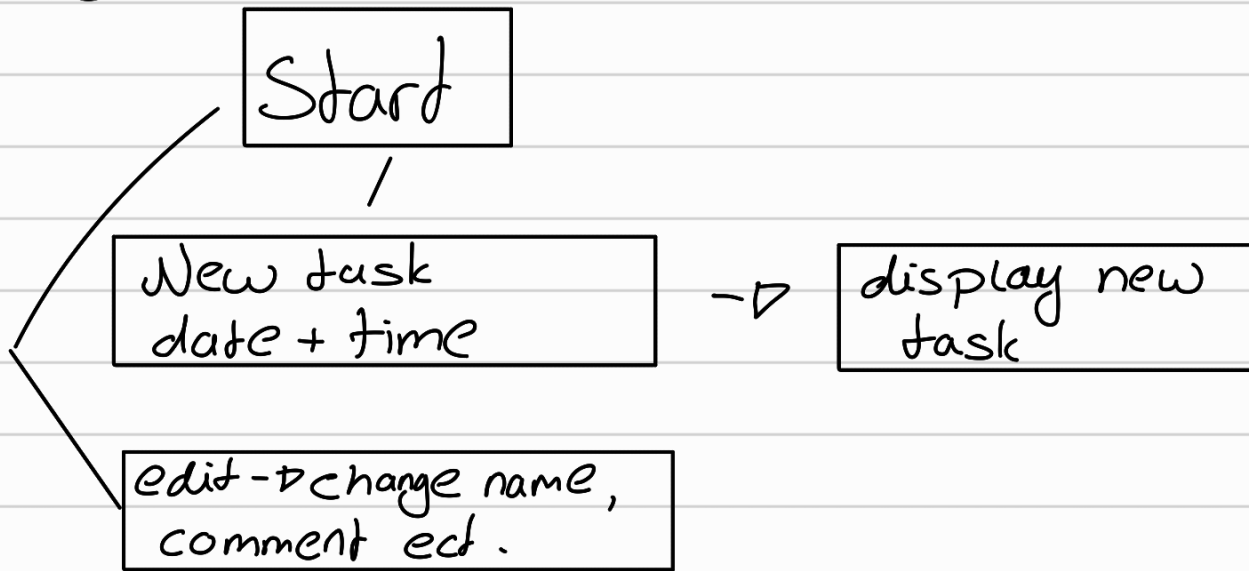 Start
New task
date + time
display new
task
edit -> change name,
comment ect.